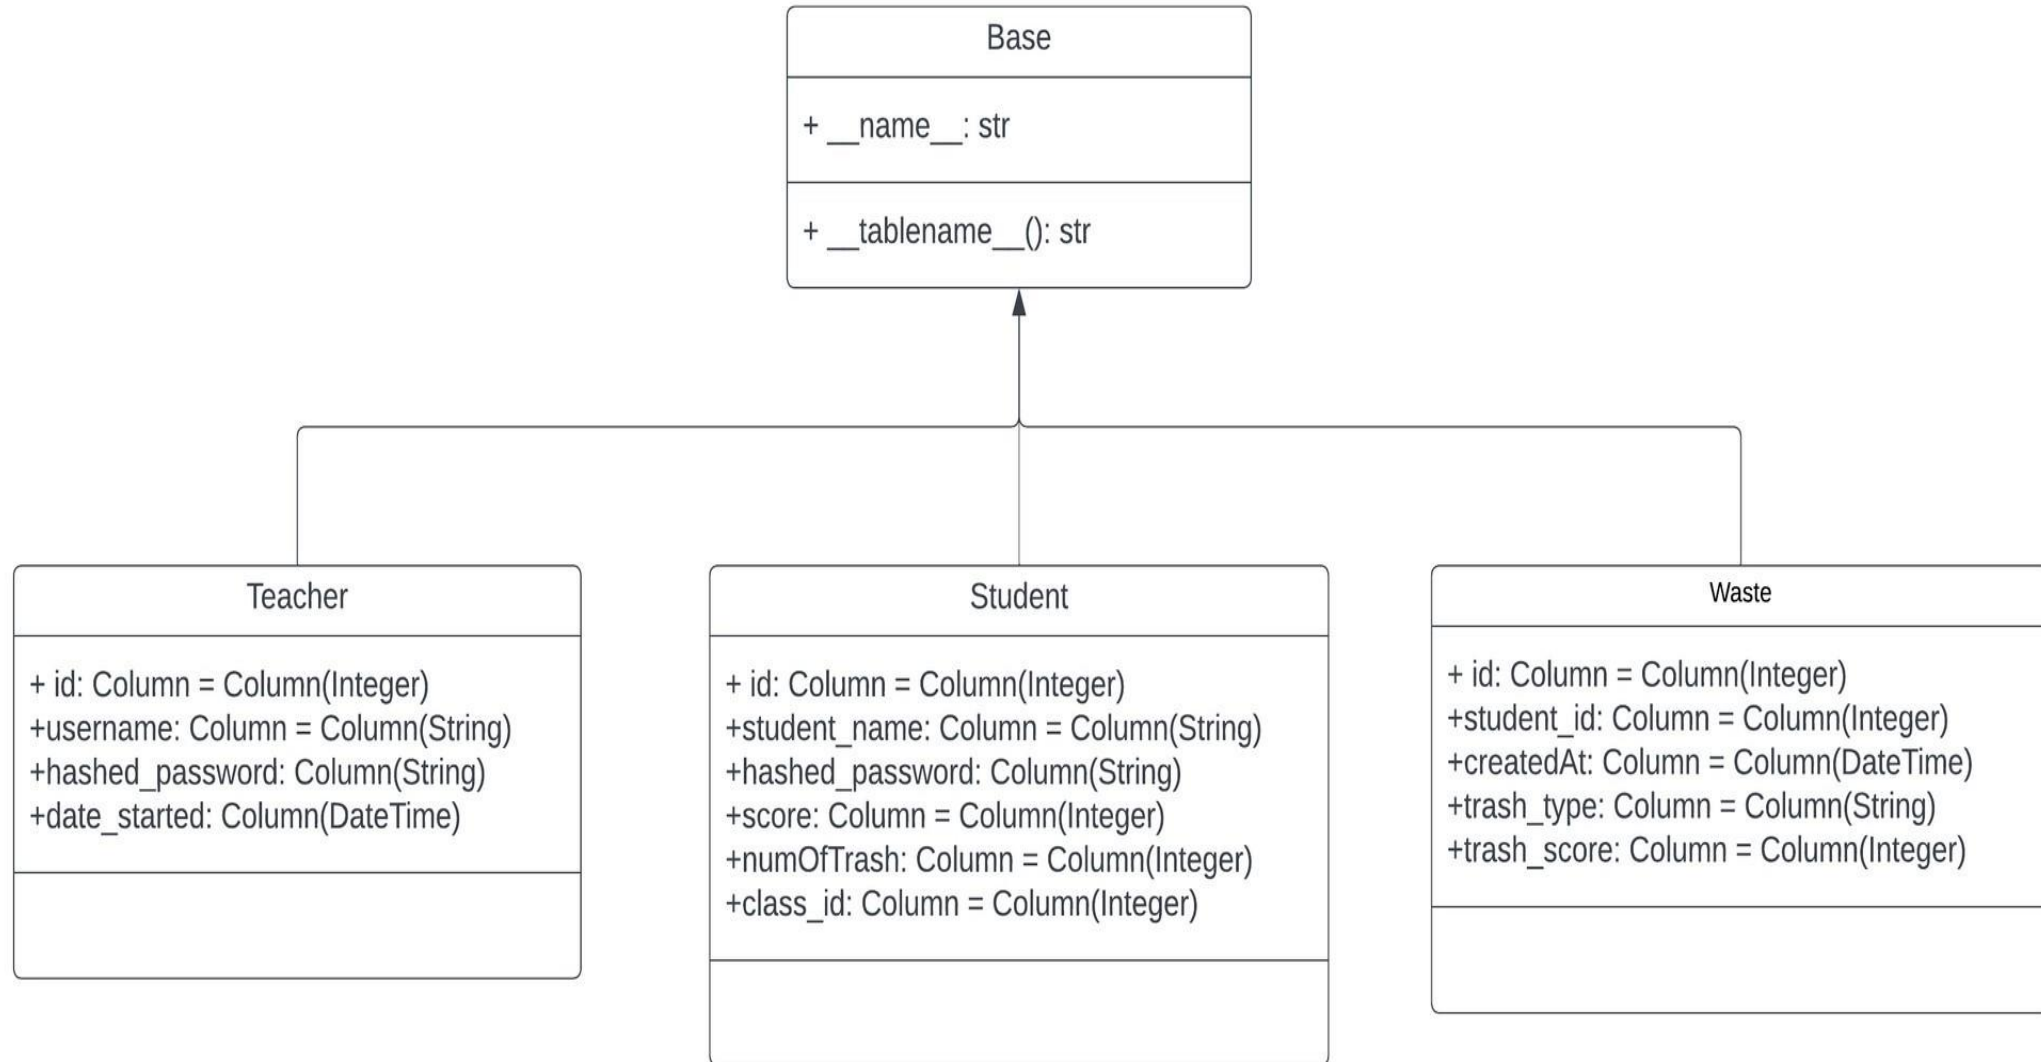 Base
+ __name__: str
+ __tablename__(): str
Teacher
+ id: Column = Column(Integer)
+username: Column = Column(String)
+hashed_password: Column(String)
+date_started: Column(DateTime)
Student
+ id: Column = Column(Integer)
+student_name: Column = Column(String)
+hashed_password: Column(String)
+score: Column = Column(Integer)
+numOfTrash: Column = Column(Integer)
+class_id: Column = Column(Integer)
Waste
+ id: Column = Column(Integer)
+student_id: Column = Column(Integer)
+createdAt: Column = Column(DateTime)
+trash_type: Column = Column(String)
+trash_score: Column = Column(Integer)